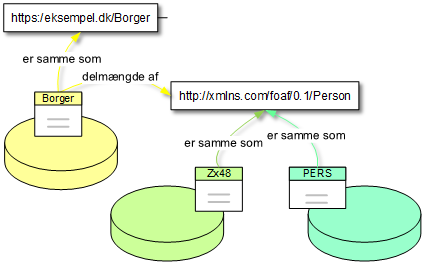 https:/eksempel.dk/Borger
er samme som
delmængde af
Borger
http://xmlns.com/foaf/0.1/Person
er samme som
er samme som
Zx48
PERS